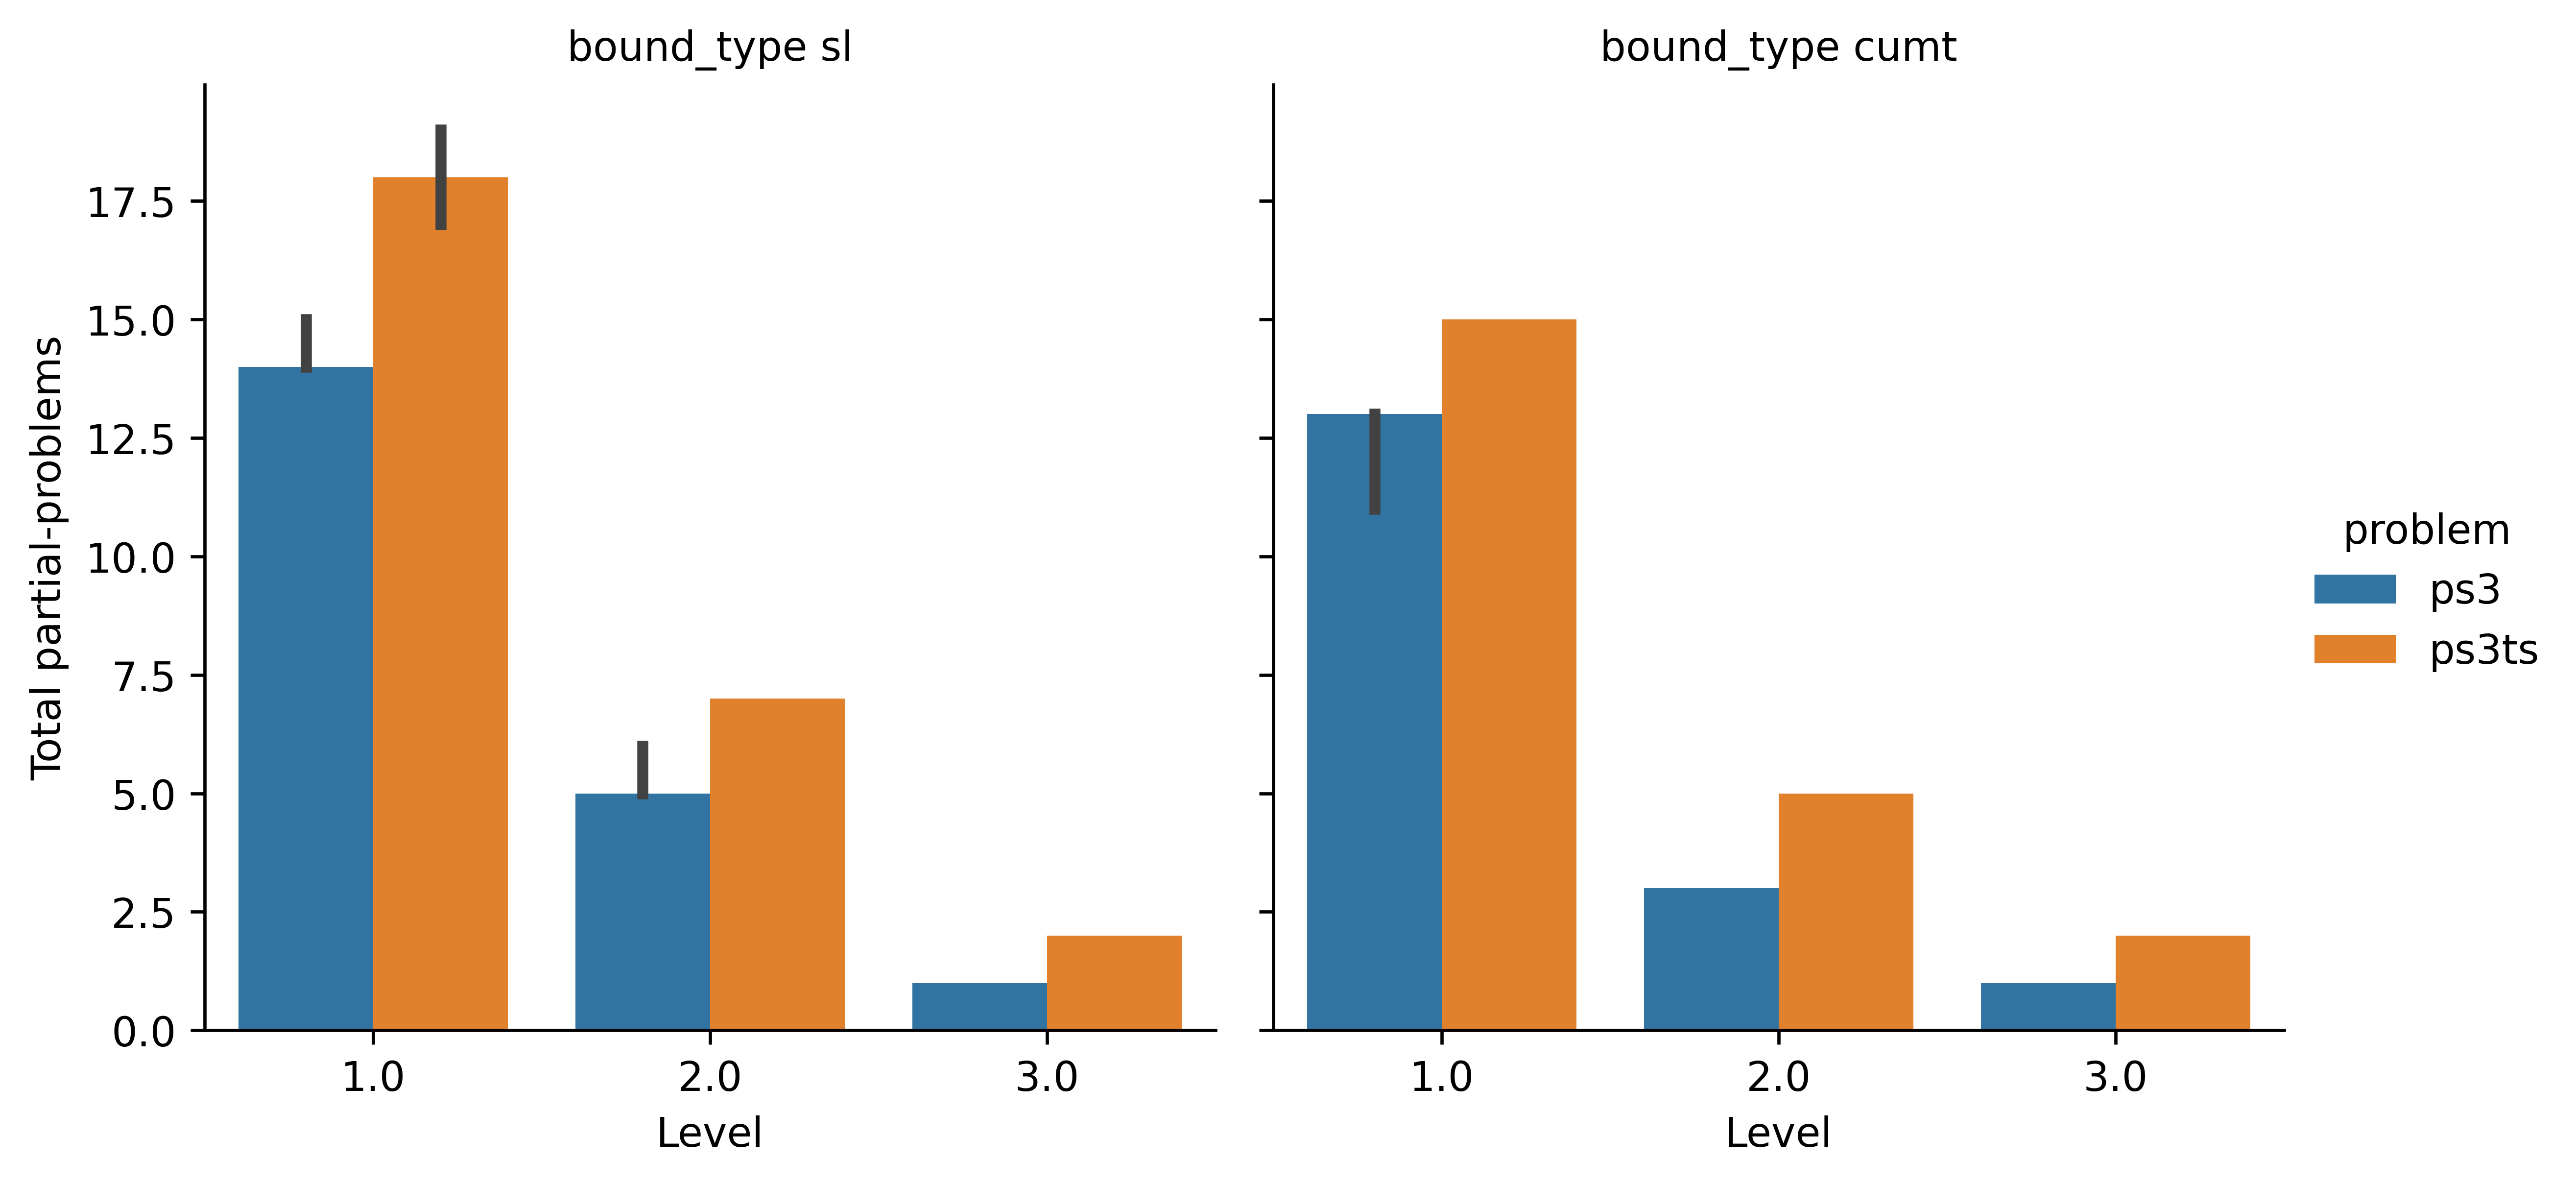 bound_type sl
bound_type cumt
Total partial-problems
17.5
15.0
12.5
10.0
7.5
5.0
2.5
0.0
1.0 2.0 3.0
Level
1.0 2.0 3.0
Level
problem
ps3
ps3ts